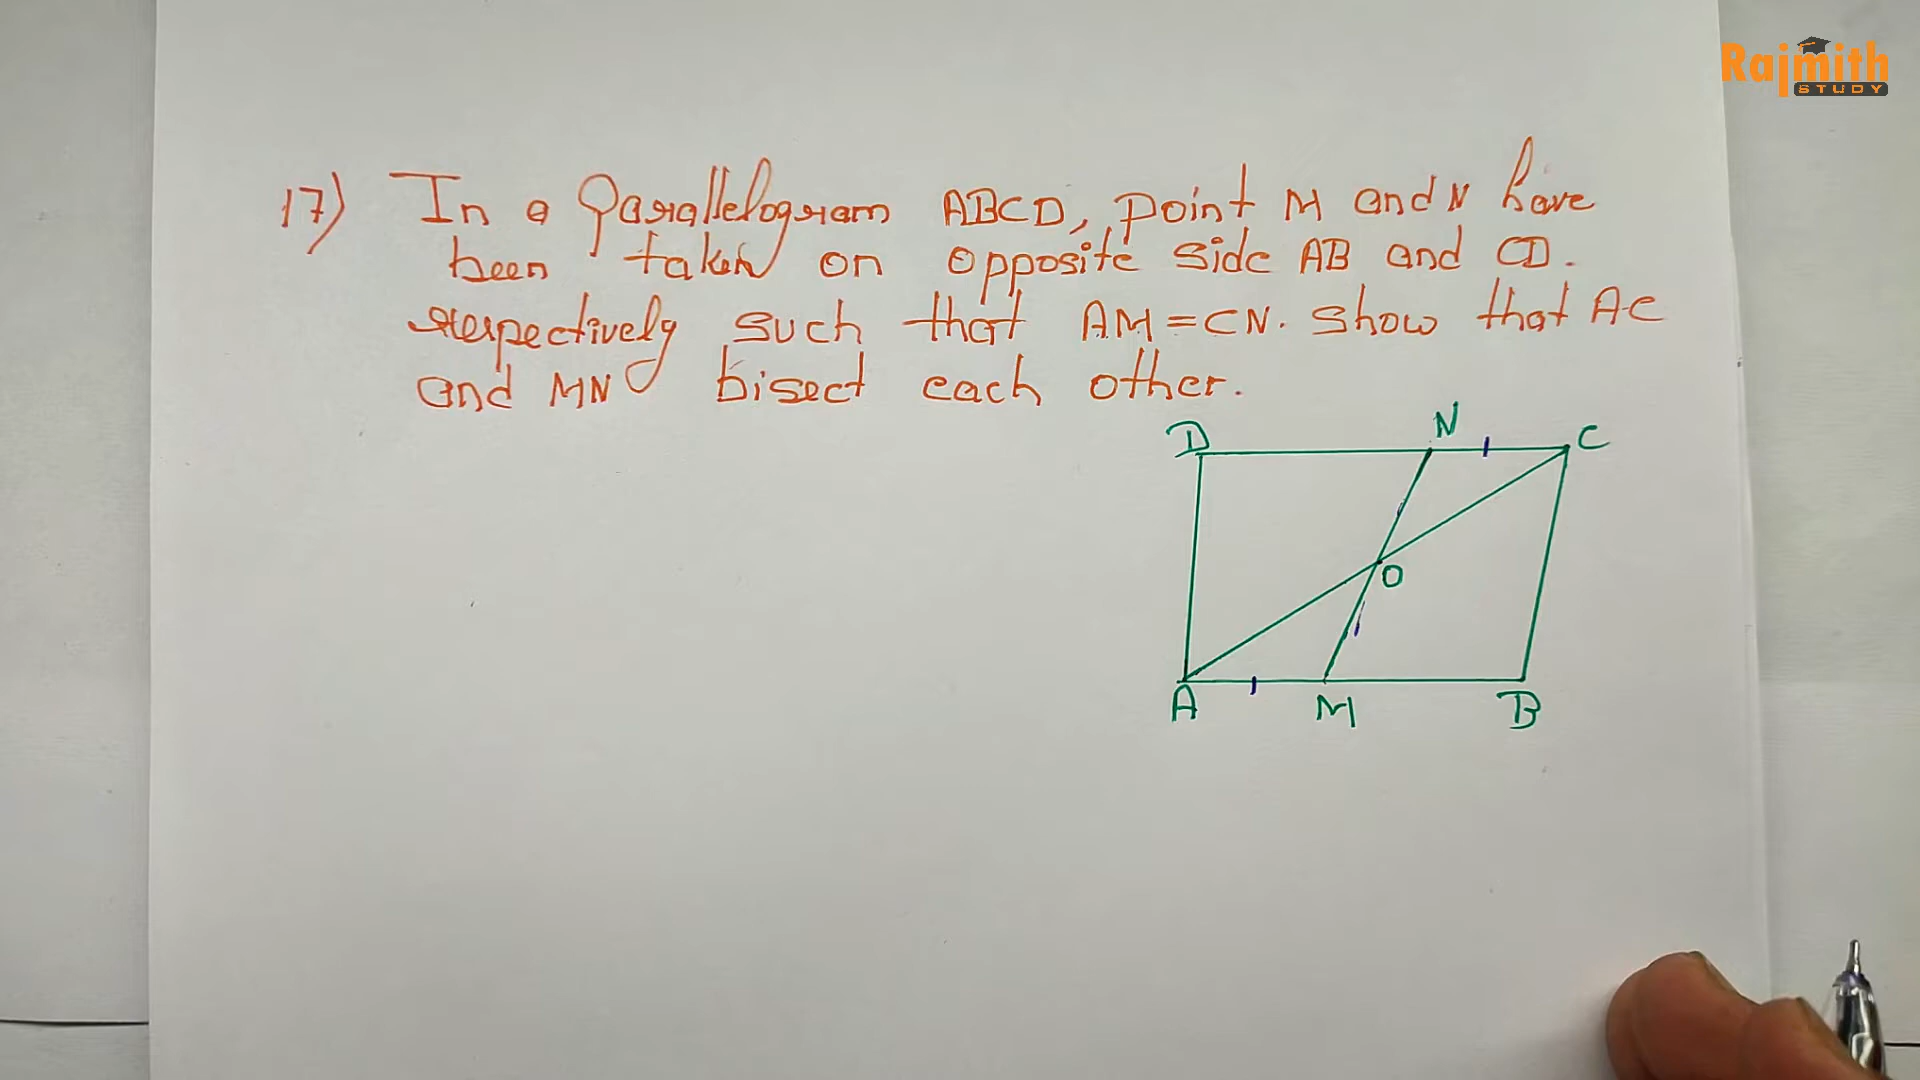 Rajmith
STUDY
17) In a Parallelogram ABCD, point M and N have
been taken on opposite side AB and CD.
respectively such that AM=CN. show that AC
and MN bisect each other.
D N C
O
A M B